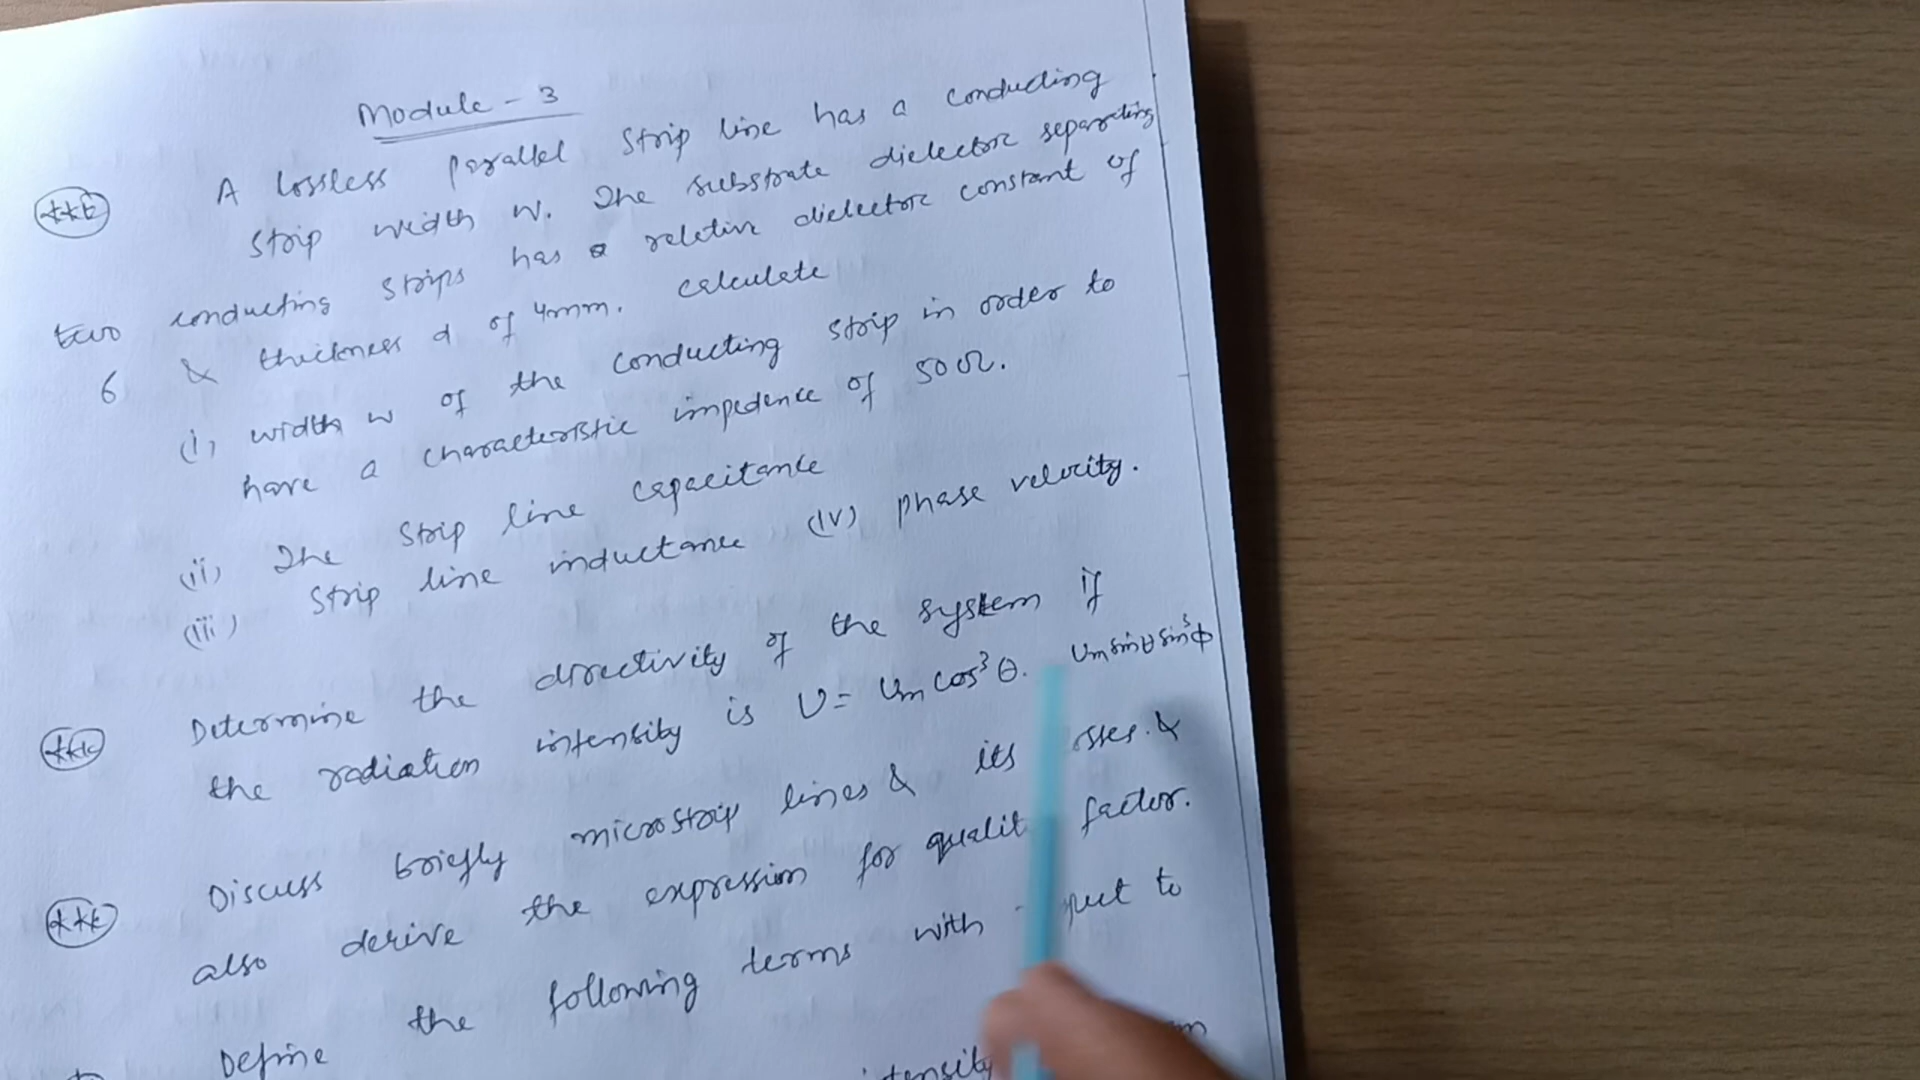 Module - 3
A lossless parallel strip line has a conducting
strip width W. The substrate dielectric separating
two conducting strips has a relative dielectric constant of
6 & thickness d of 4mm. calculate
(i) width w of the conducting strip in order to
have a characteristic impedence of 50Ω.
(ii) The strip line capacitance
(iii) strip line inductance (iv) phase velocity.
Determine the directivity of the system if
the radiation intensity is U = Um cos³θ. Um sinθ sin³φ
Discuss briefly microstrip lines & its &
also derive the expression for factor.
Define the following terms with to